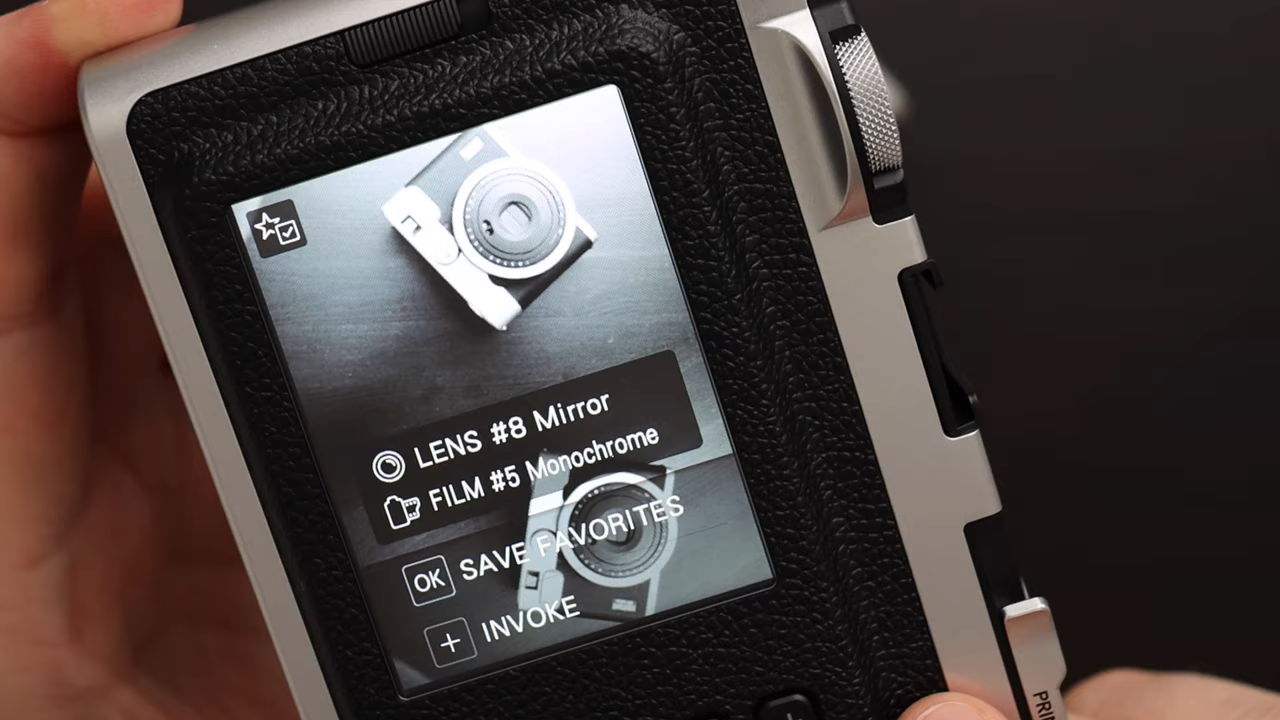 LENS #8 Mirror
FILM #5 Monochrome
OK SAVE FAVORITES
+ INVOKE